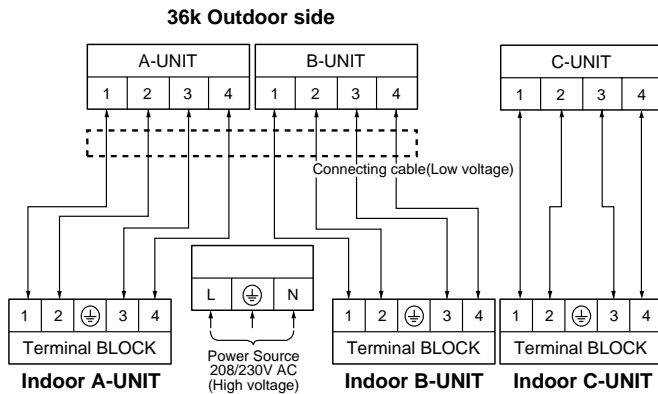 36k Outdoor side
A-UNIT B-UNIT C-UNIT
1 2 3 4 1 2 3 4 1 2 3 4
Connecting cable(Low voltage)
L N
1 2 3 4 1 2 3 4 1 2 3 4
Terminal BLOCK Terminal BLOCK Terminal BLOCK
Power Source
208/230V AC
(High voltage)
Indoor A-UNIT Indoor B-UNIT Indoor C-UNIT